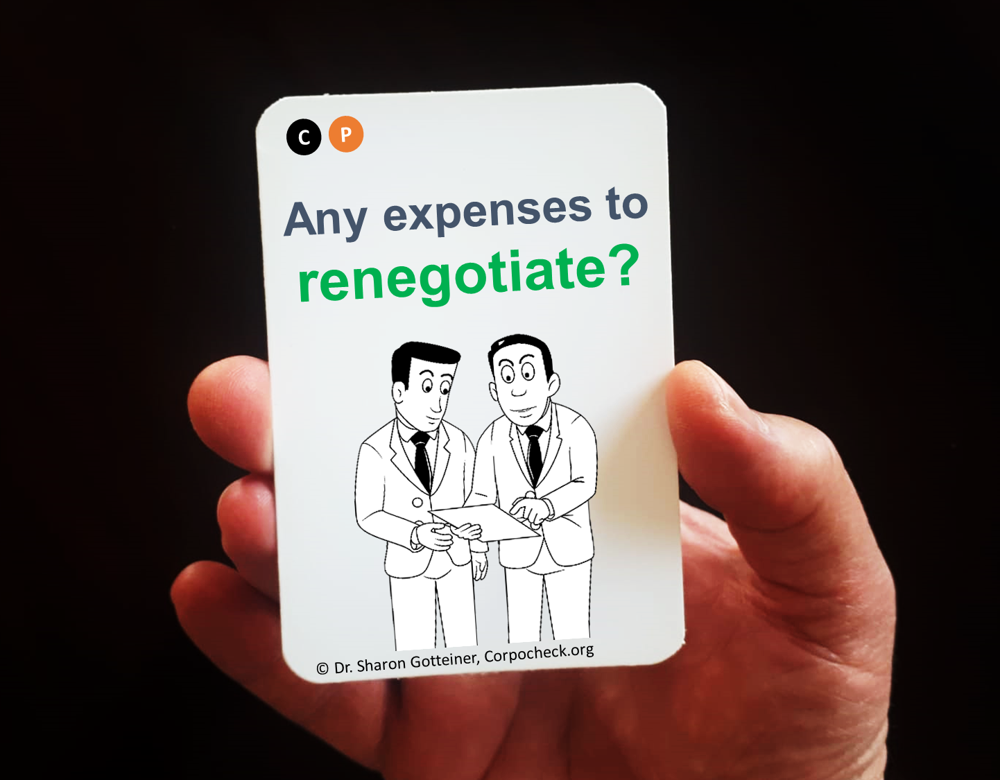 C P
Any expenses to
renegotiate?
© Dr. Sharon Gotteiner, Corpocheck.org